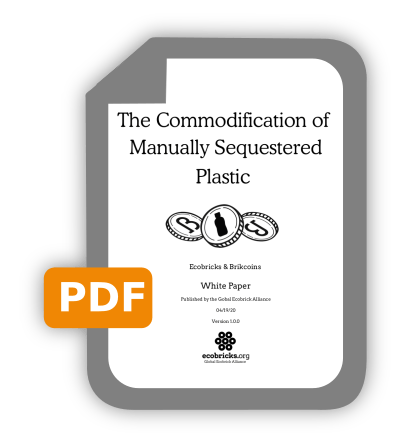 The Commodification of
Manually Sequestered
Plastic
Ecobricks & Brikcoins
White Paper
Published by the Gobal Ecobrick Alliance
04/19/20
Version 1.0.0
ecobricks.org
Global Ecobrick Alliance
PDF